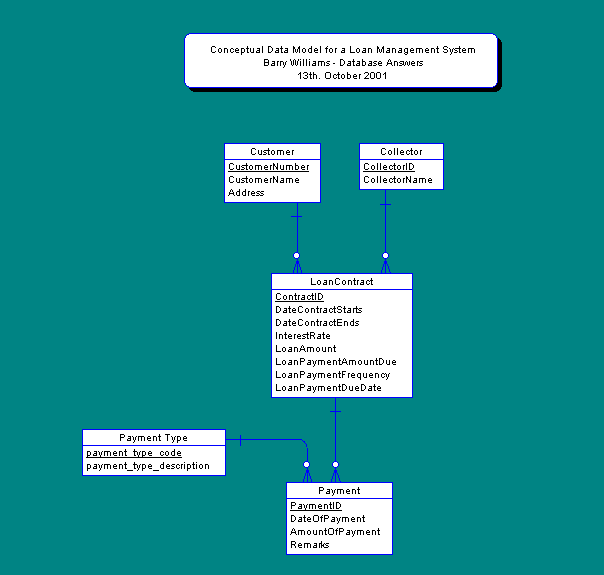 Conceptual Data Model for a Loan Management System
Barry Williams - Database Answers
13th. October 2001
Customer
CustomerNumber
CustomerName
Address
Collector
CollectorID
CollectorName
LoanContract
ContractID
DateContractStarts
DateContractEnds
InterestRate
LoanAmount
LoanPaymentAmountDue
LoanPaymentFrequency
LoanPaymentDueDate
Payment Type
payment_type_code
payment_type_description
Payment
PaymentID
DateOfPayment
AmountOfPayment
Remarks